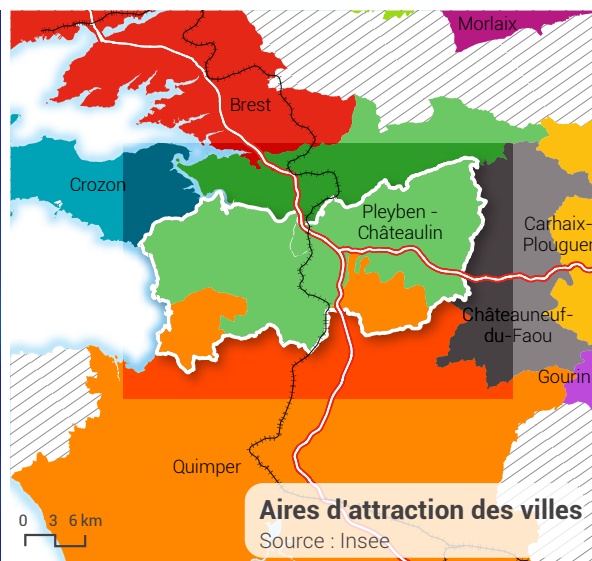 Morlaix
Brest
Crozon
Pleyben -
Châteaulin
Carhaix-
Plouguer
Châteauneuf-
du-Faou
Gourin
Quimper
0 3 6 km
Aires d'attraction des villes
Source : Insee